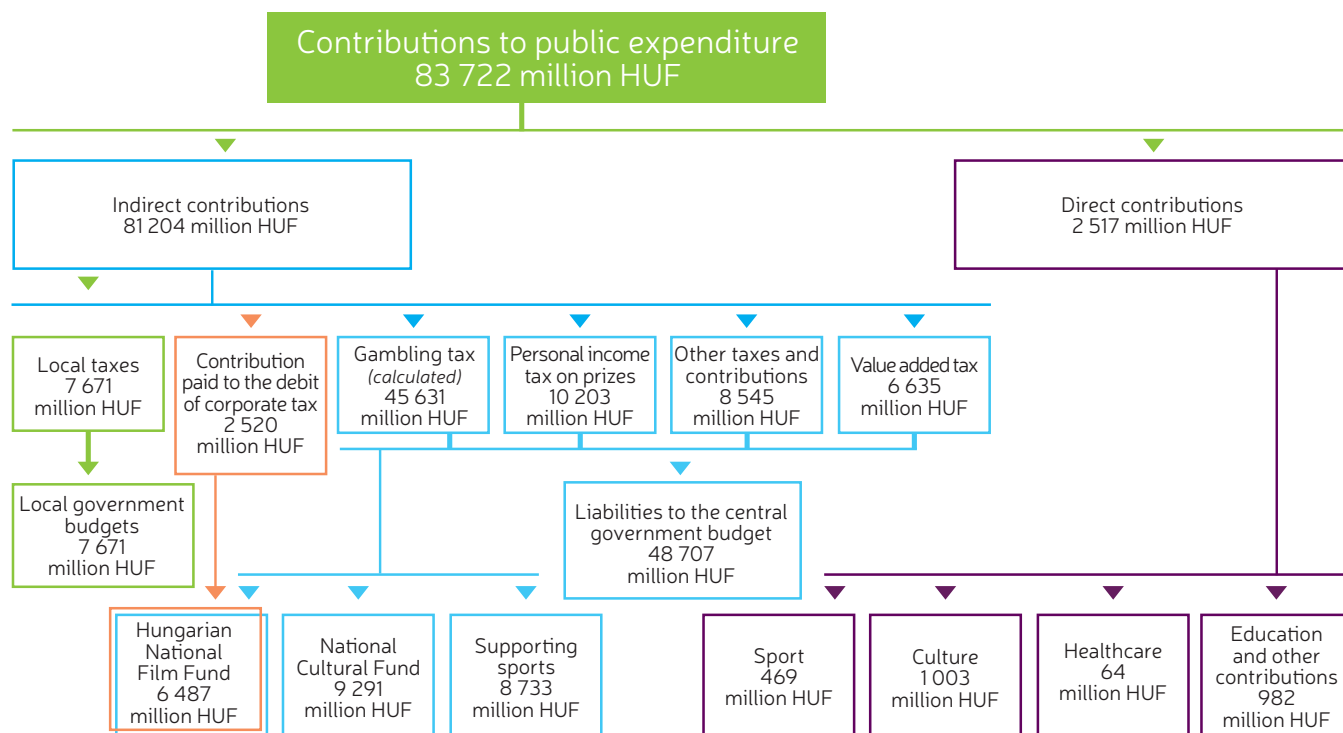 Contributions to public expenditure
83 722 million HUF
Indirect contributions
81 204 million HUF
Direct contributions
2 517 million HUF
Local taxes
7 671
million HUF
Contribution
paid to the debit
of corporate tax
2 520
million HUF
Gambling tax
(calculated)
45 631
million HUF
Personal income
tax on prizes
10 203
million HUF
Other taxes and
contributions
8 545
million HUF
Value added tax
6 635
million HUF
Local government
budgets
7 671
million HUF
Liabilities to the central
government budget
48 707
million HUF
Hungarian
National
Film Fund
6 487
million HUF
National
Cultural Fund
9 291
million HUF
Supporting
sports
8 733
million HUF
Sport
469
million HUF
Culture
1 003
million HUF
Healthcare
64
million HUF
Education
and other
contributions
982
million HUF